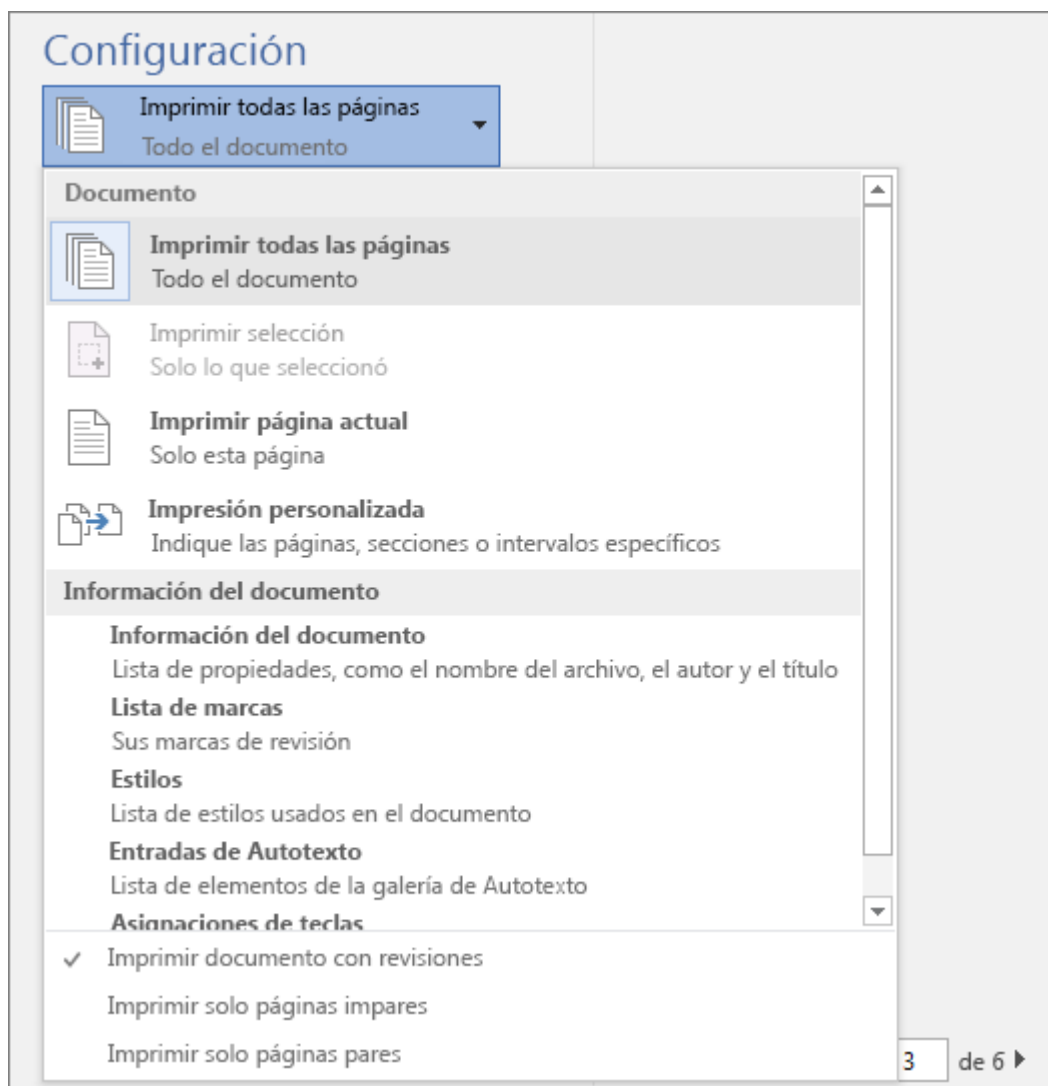 Configuración
Imprimir todas las páginas
Todo el documento
Documento
Imprimir todas las páginas
Todo el documento
Imprimir selección
Solo lo que seleccionó
Imprimir página actual
Solo esta página
Impresión personalizada
Indique las páginas, secciones o intervalos específicos
Información del documento
Información del documento
Lista de propiedades, como el nombre del archivo, el autor y el título
Lista de marcas
Sus marcas de revisión
Estilos
Lista de estilos usados en el documento
Entradas de Autotexto
Lista de elementos de la galería de Autotexto
Asignaciones de teclas
Imprimir documento con revisiones
Imprimir solo páginas impares
Imprimir solo páginas pares
3 de 6